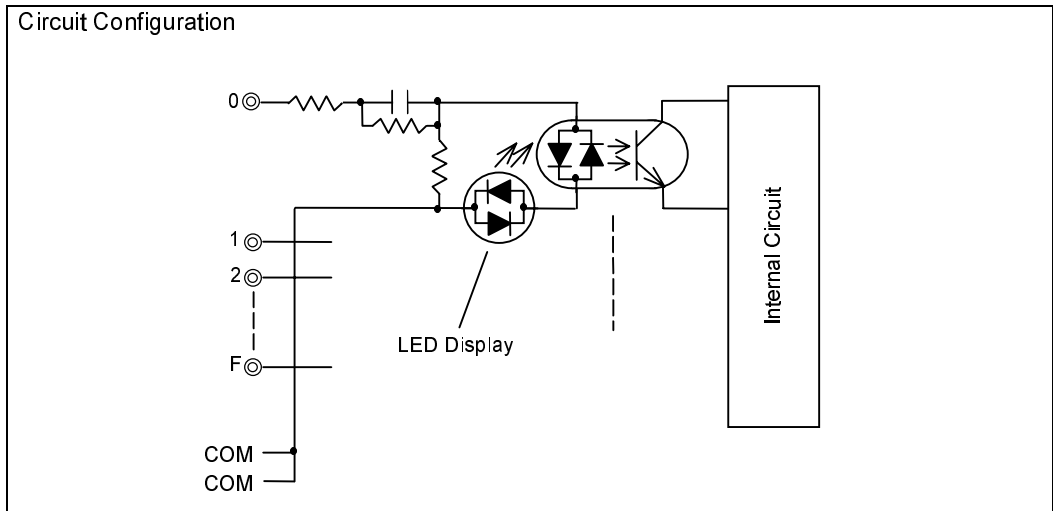 Circuit Configuration
0
1
2
F
LED Display
Internal Circuit
COM
COM